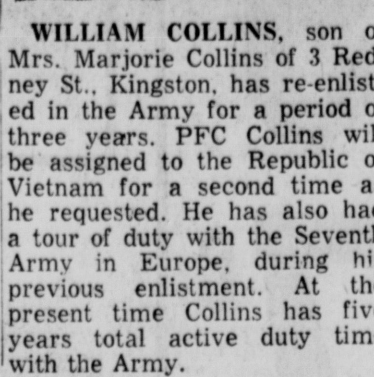 WILLIAM COLLINS, son o
Mrs. Marjorie Collins of 3 Red
ney St., Kingston, has re-enlist
ed in the Army for a period o
three years. PFC Collins wil
be assigned to the Republic o
Vietnam for a second time a
he requested. He has also had
a tour of duty with the Seventh
Army in Europe, during hi
previous enlistment. At th
present time Collins has fiv
years total active duty tim
with the Army.